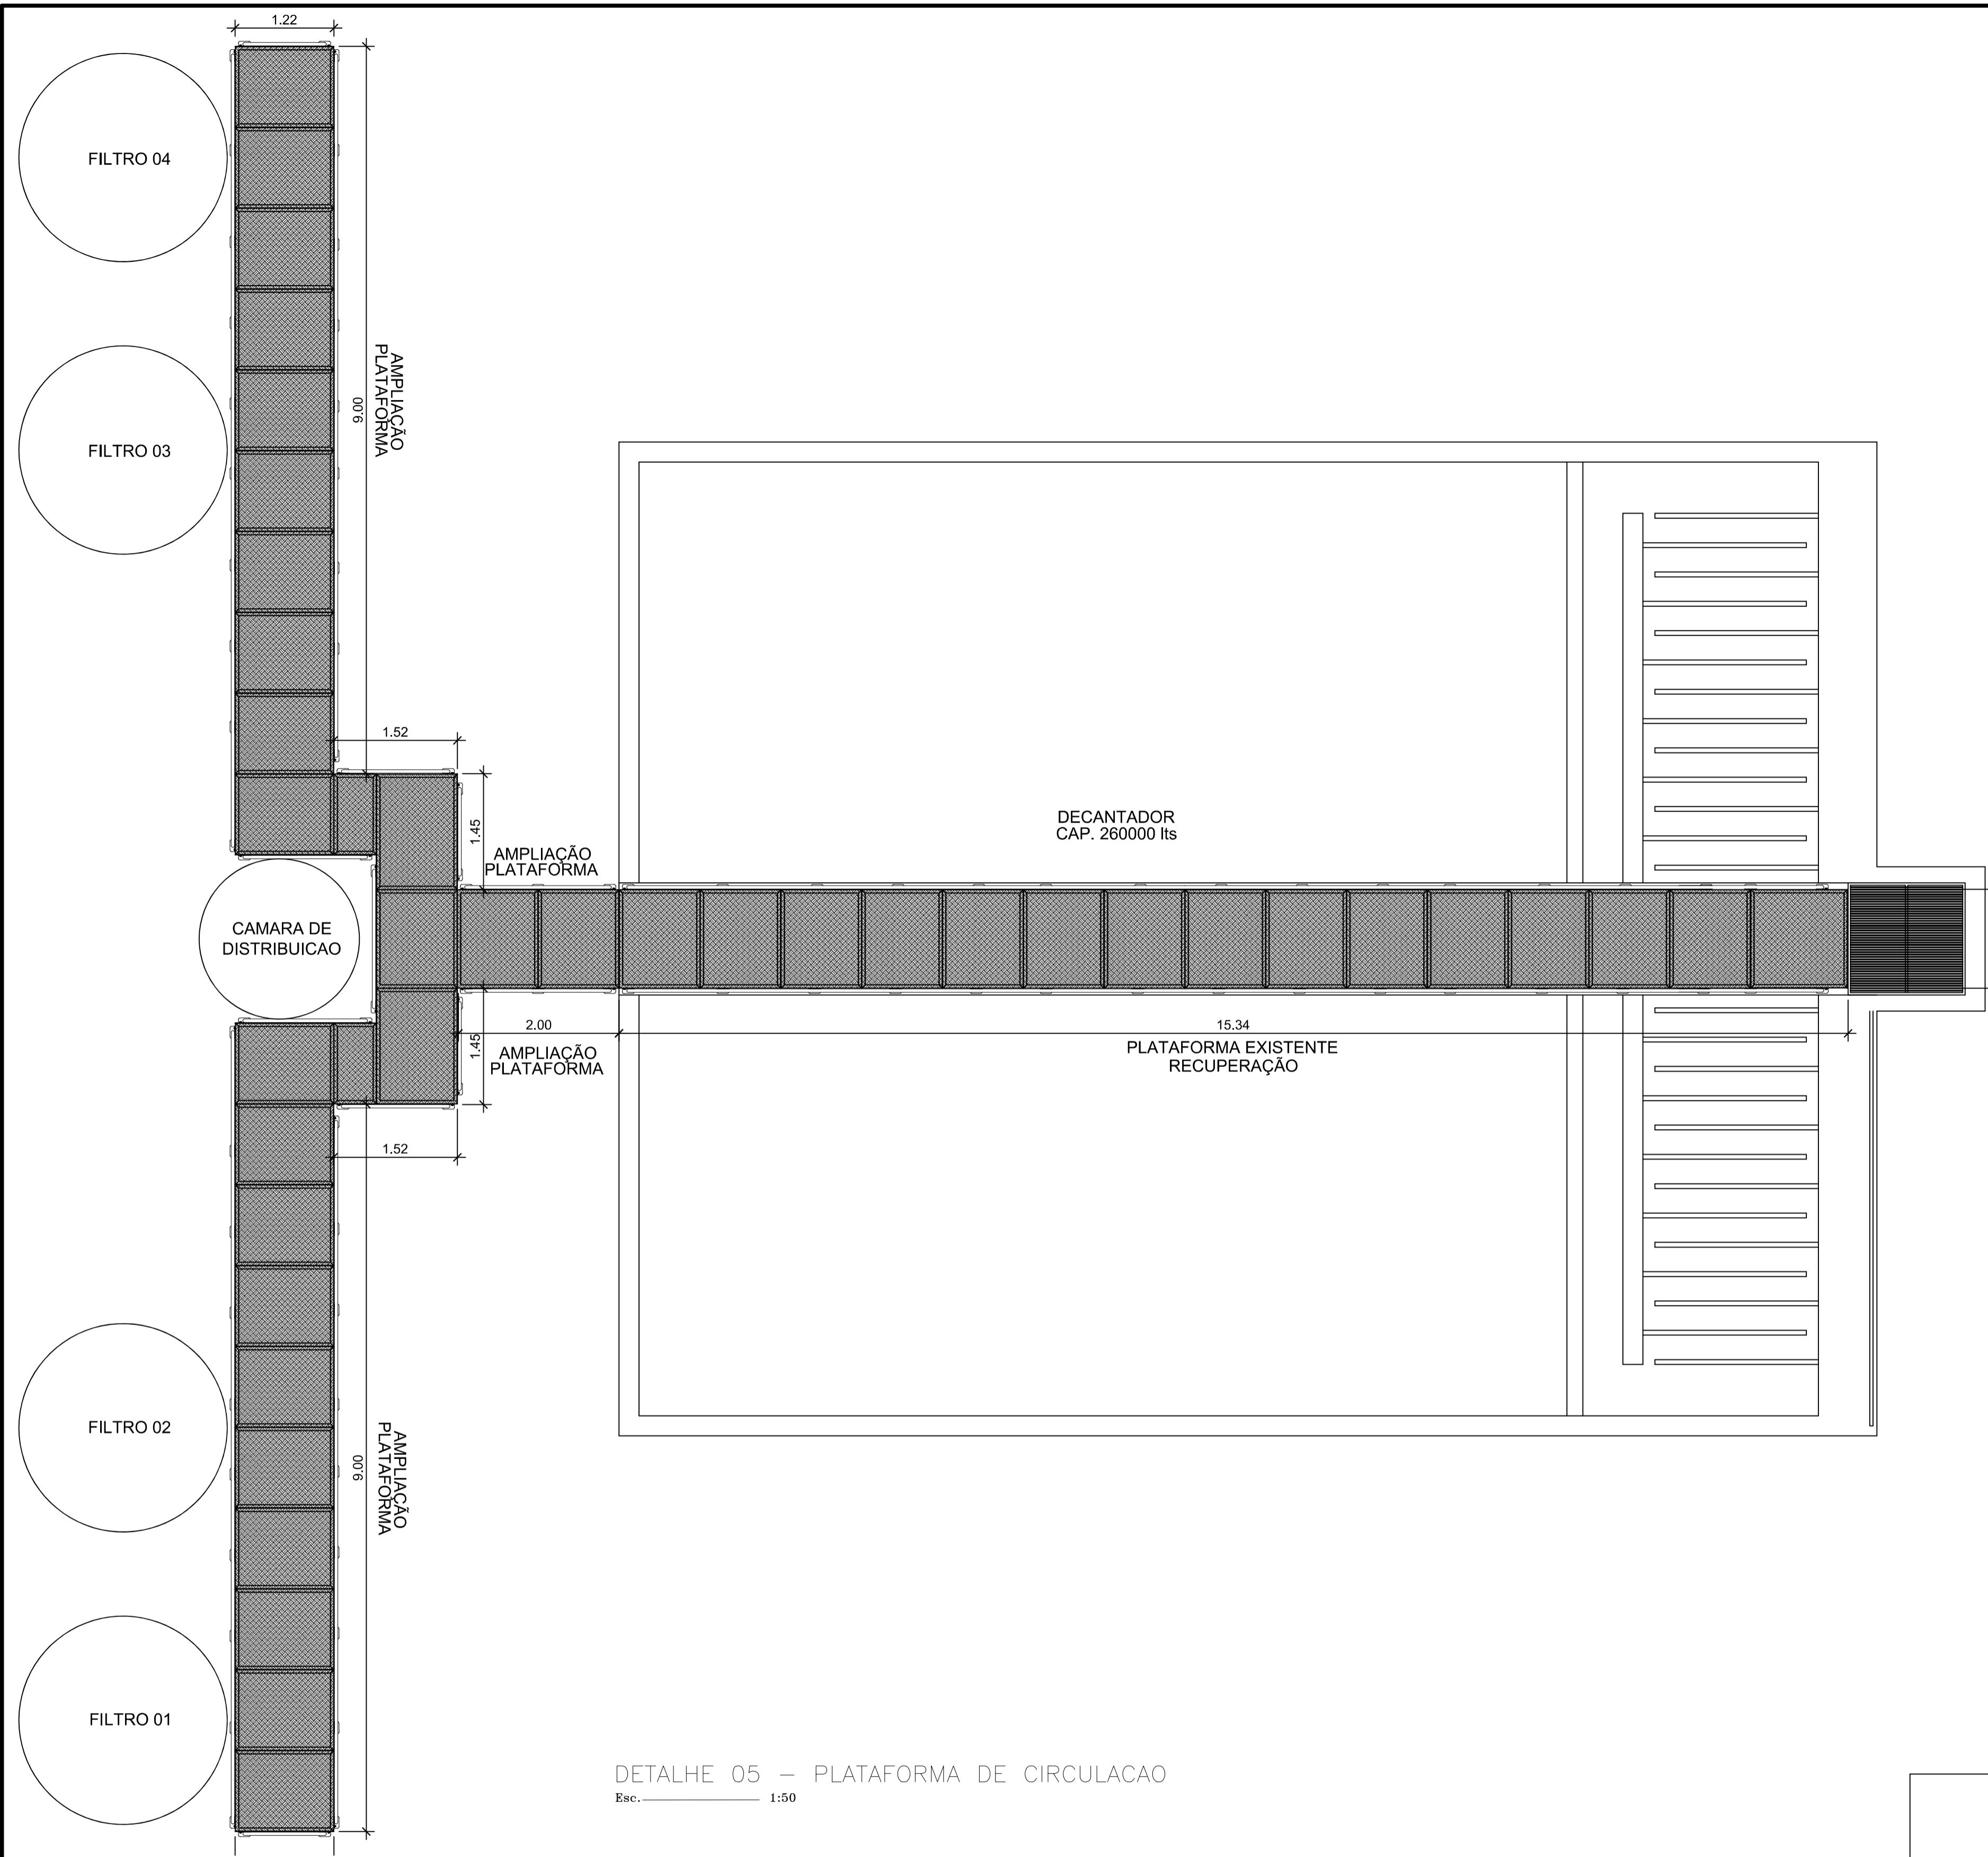 1.22
FILTRO 04
AMPLIAÇÃO
PLATAFORMA
9.00
FILTRO 03
1.52
1.45
AMPLIAÇÃO
PLATAFORMA
DECANTADOR
CAP. 260000 lts
CAMARA DE
DISTRIBUICAO
2.00
1.45
AMPLIAÇÃO
PLATAFORMA
15.34
PLATAFORMA EXISTENTE
RECUPERAÇÃO
1.52
FILTRO 02
9.00
AMPLIAÇÃO
PLATAFORMA
FILTRO 01
DETALHE 05 - PLATAFORMA DE CIRCULACAO
Esc. 1:50